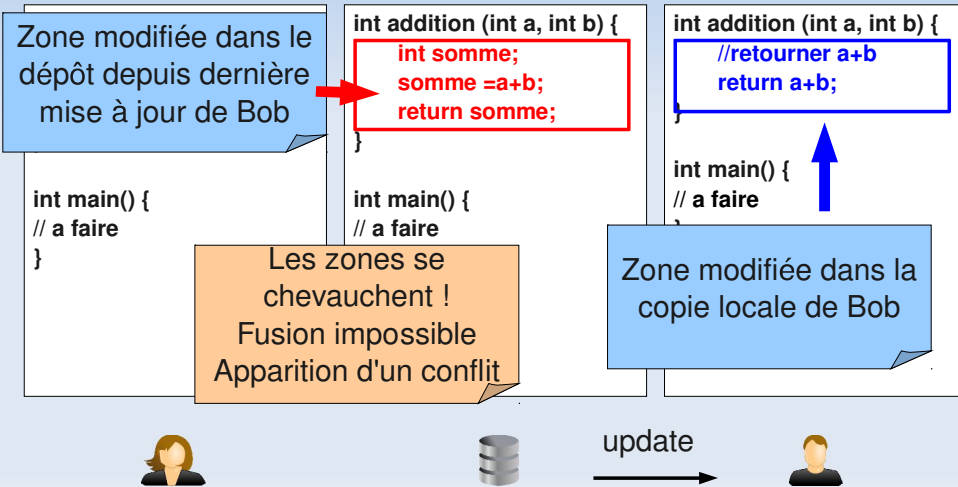 Zone modifiée dans le
dépôt depuis dernière
mise à jour de Bob
int main() {
// a faire
}
int addition (int a, int b) {
int somme;
somme =a+b;
return somme;
}
int main() {
// a faire
Les zones se
chevauchent !
Fusion impossible
Apparition d'un conflit
int addition (int a, int b) {
//retourner a+b
return a+b;
}
int main() {
// a faire
Zone modifiée dans la
copie locale de Bob
update